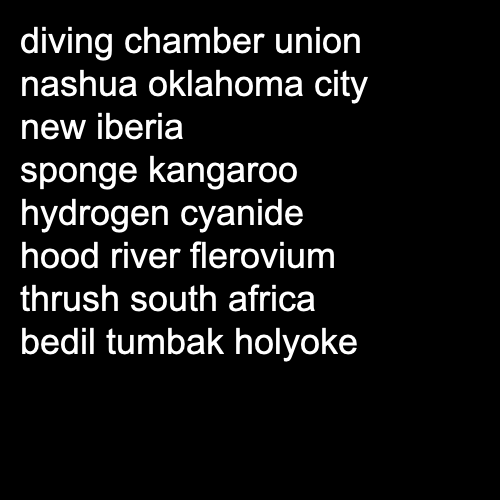 diving chamber union
nashua oklahoma city
new iberia
sponge kangaroo
hydrogen cyanide
hood river flerovium
thrush south africa
bedil tumbak holyoke